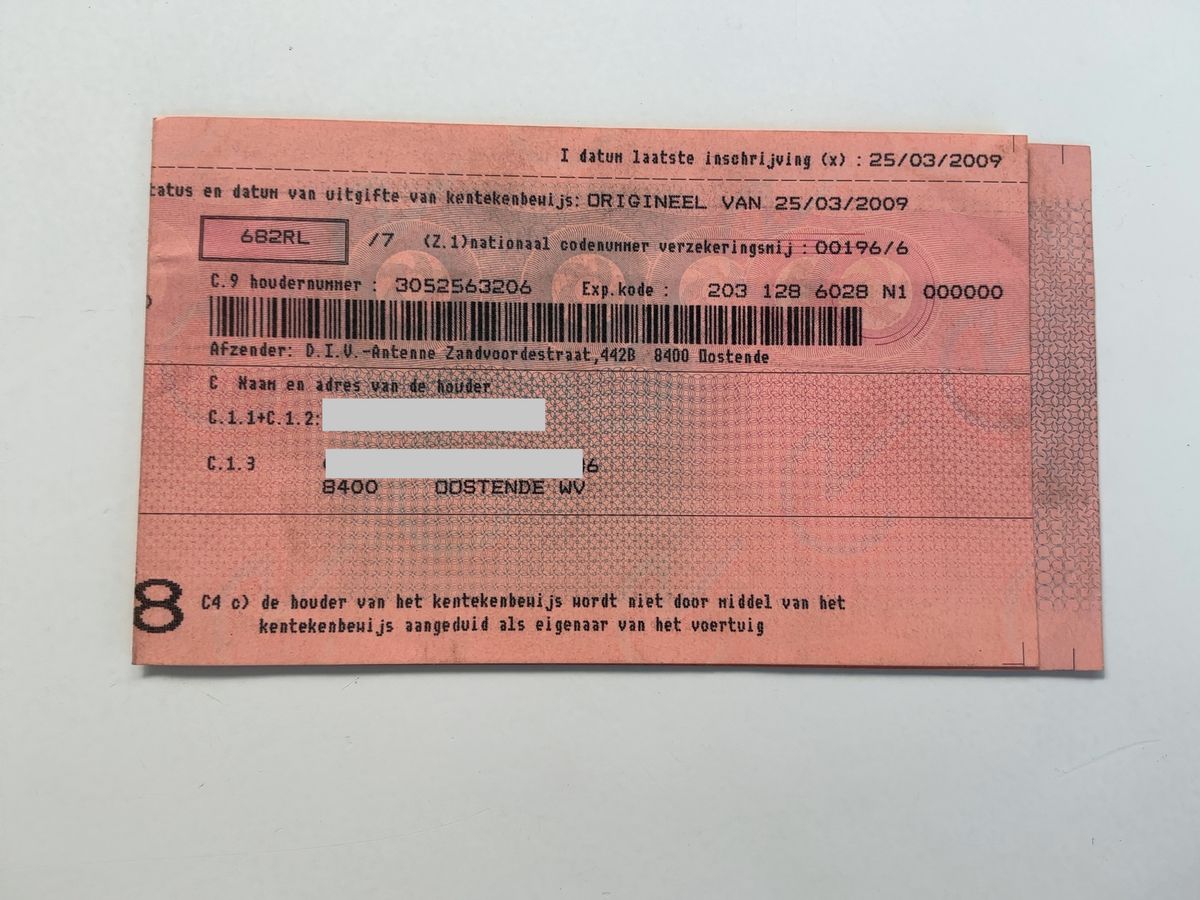 I datum laatste inschrijving (x) : 25/03/2009
tatus en datum van uitgifte van kentekenbewijs: ORIGINEEL VAN 25/03/2009
682RL /7 (Z.1)nationaal codenummer verzekeringsmij : 00196/6
C.9 houdernummer : 3052563206 Exp.kode : 203 128 6028 N1 000000
Afzender: D.I.V.-Antenne Zandvoordestraat,442B 8400 Oostende
C Naam en adres van de houder
C.1.1+C.1.2:
C.1.3 6
8400 OOSTENDE WV
8 C4 c) de houder van het kentekenbewijs wordt niet door middel van het
kentekenbewijs aangeduid als eigenaar van het voertuig